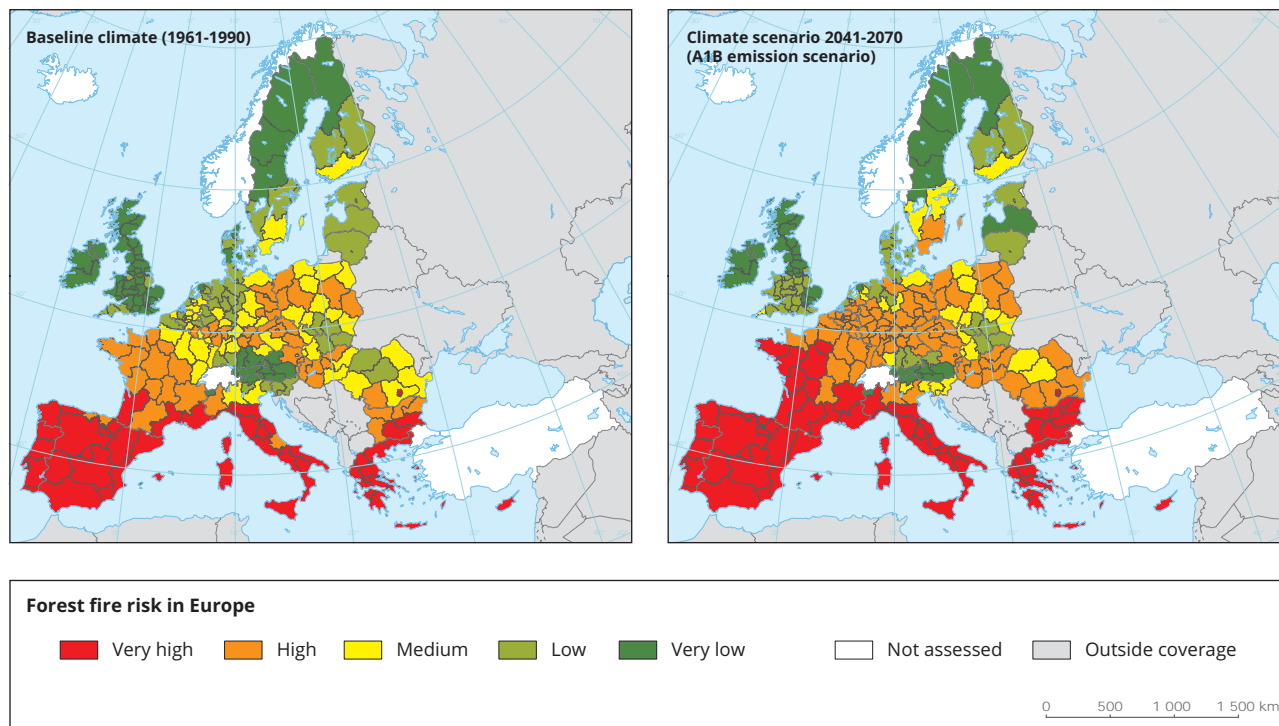 Baseline climate (1961-1990)
Climate scenario 2041-2070
(A1B emission scenario)
Forest fire risk in Europe
Very high
High
Medium
Low
Very low
Not assessed
Outside coverage
0 500 1 000 1 500 km